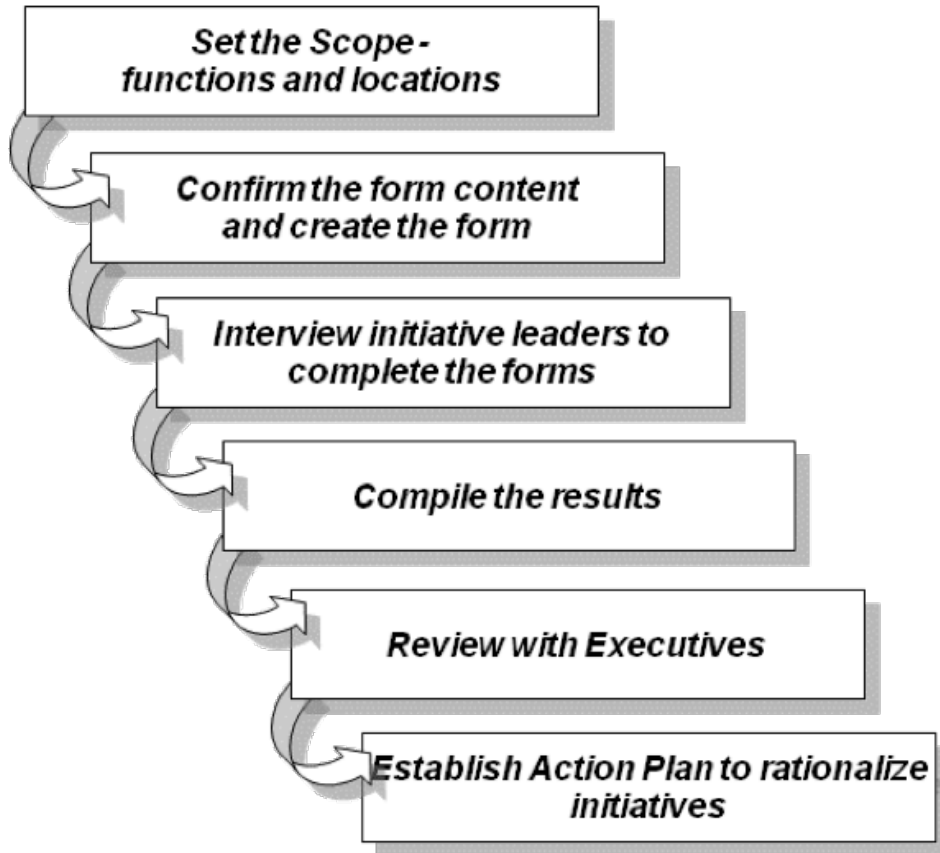 Set the Scope -
functions and locations
Confirm the form content
and create the form
Interview initiative leaders to
complete the forms
Compile the results
Review with Executives
Establish Action Plan to rationalize
initiatives